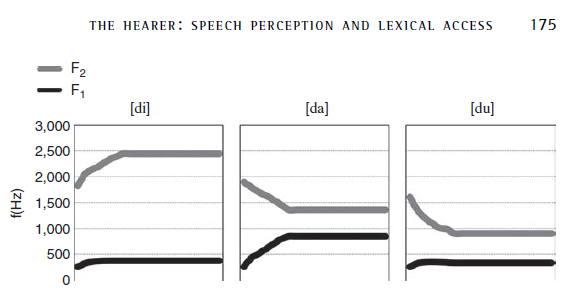 THE HEARER: SPEECH PERCEPTION AND LEXICAL ACCESS 175
F2
F1
[di] [da] [du]
3,000
2,500
2,000
1,500
1,000
500
0
f(Hz)